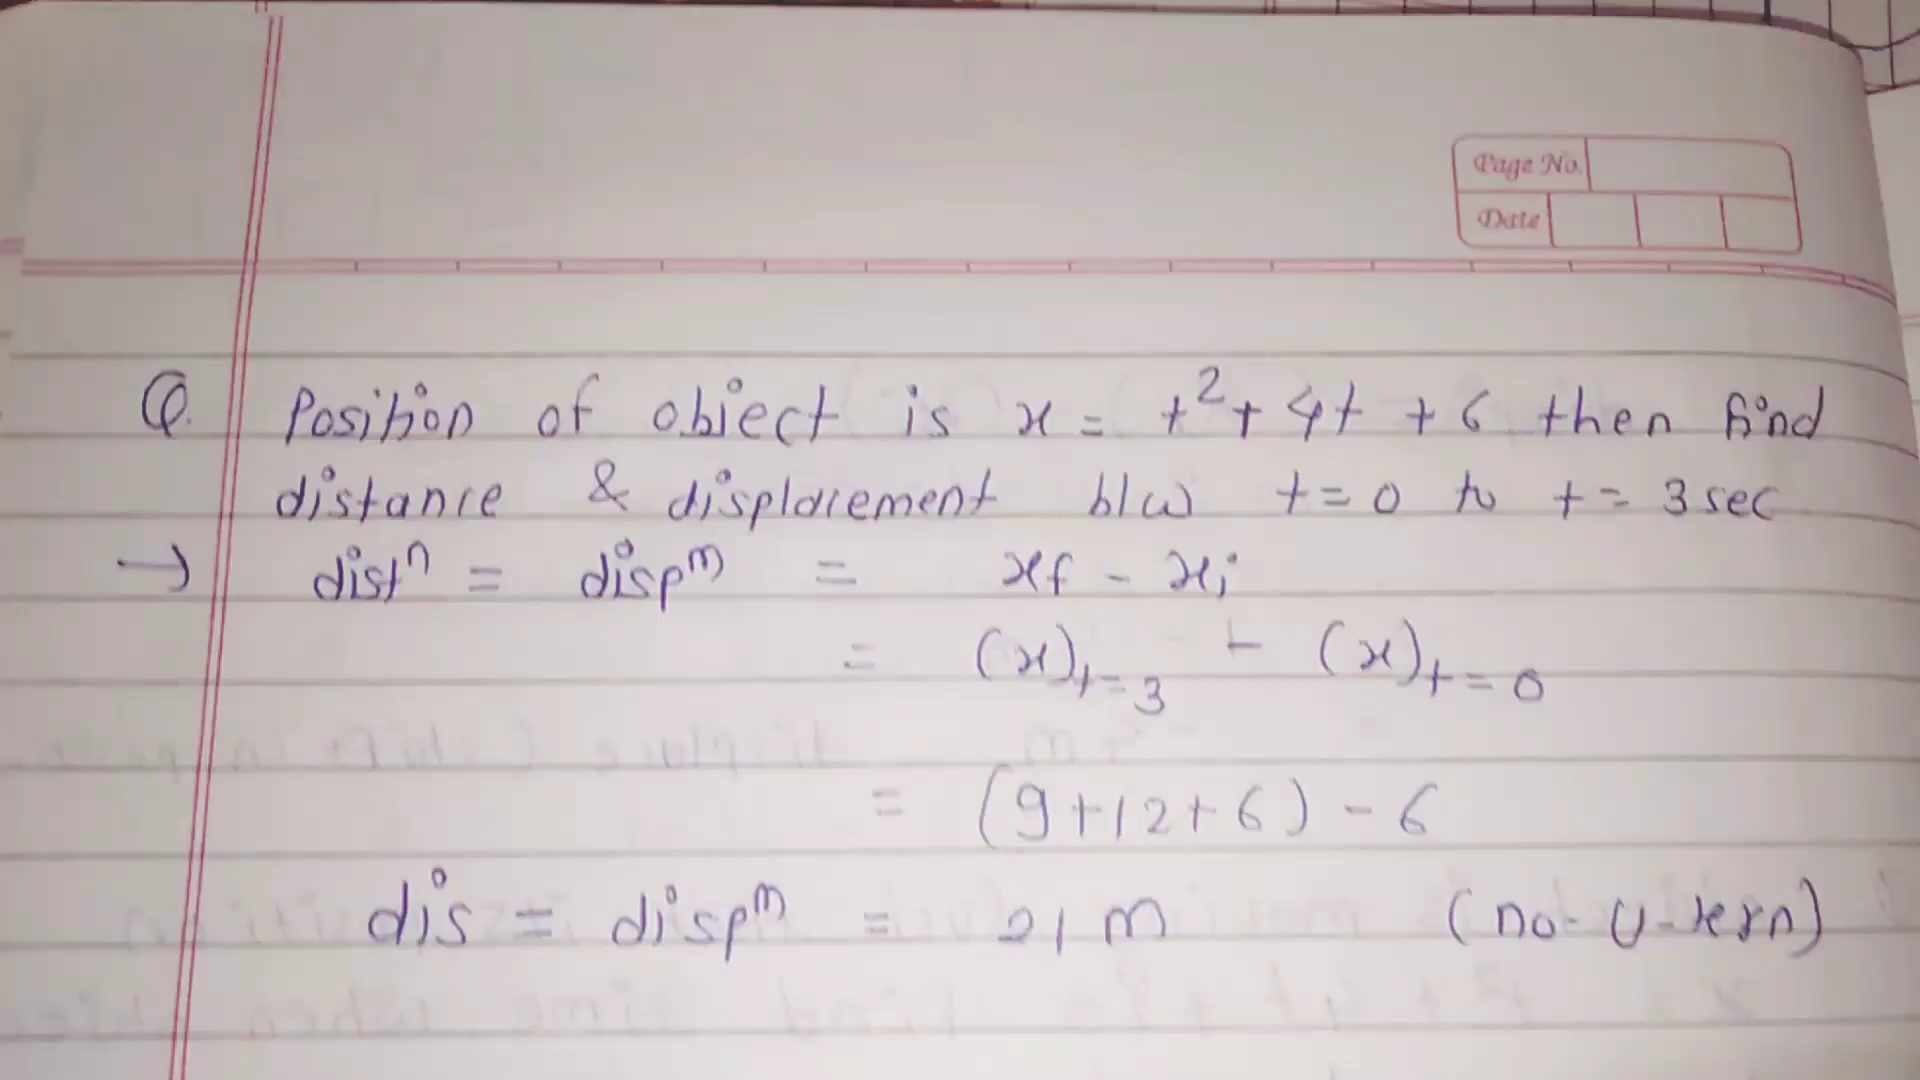 Page No.
Date
Q. Position of object is x = t² + 4t + 6 then find
distance & displacement b/w t = 0 to t = 3 sec
→ distⁿ = dispᵐ = xf - xi
= (x)t=3 - (x)t=0
= (9+12+6) - 6
dis = dispᵐ = 21 m (no- U-tern)